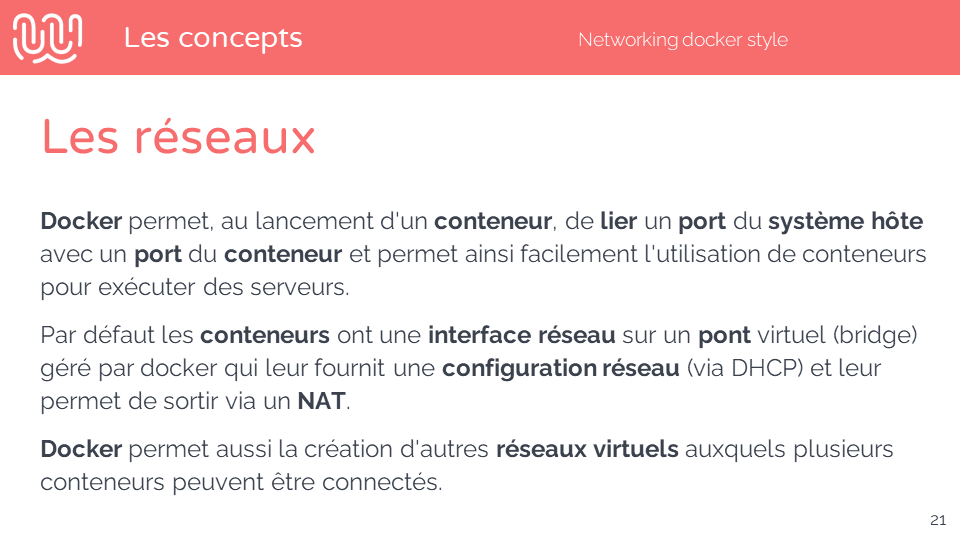 Les concepts
Networking docker style
Les réseaux
Docker permet, au lancement d'un conteneur, de lier un port du système hôte
avec un port du conteneur et permet ainsi facilement l'utilisation de conteneurs
pour exécuter des serveurs.
Par défaut les conteneurs ont une interface réseau sur un pont virtuel (bridge)
géré par docker qui leur fournit une configuration réseau (via DHCP) et leur
permet de sortir via un NAT.
Docker permet aussi la création d'autres réseaux virtuels auxquels plusieurs
conteneurs peuvent être connectés.
21